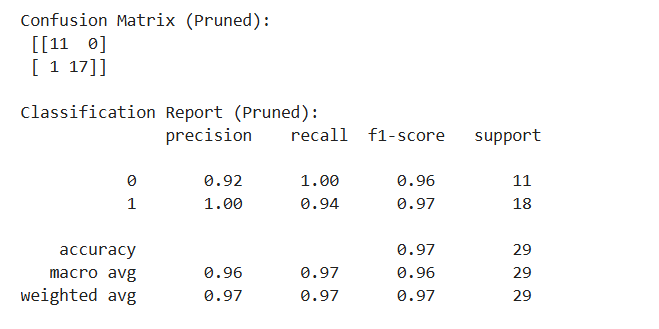 Confusion Matrix (Pruned):
[[11  0]
[ 1 17]]
Classification Report (Pruned):
precision    recall  f1-score   support
0       0.92      1.00      0.96        11
1       1.00      0.94      0.97        18
accuracy                           0.97        29
macro avg       0.96      0.97      0.96        29
weighted avg       0.97      0.97      0.97        29